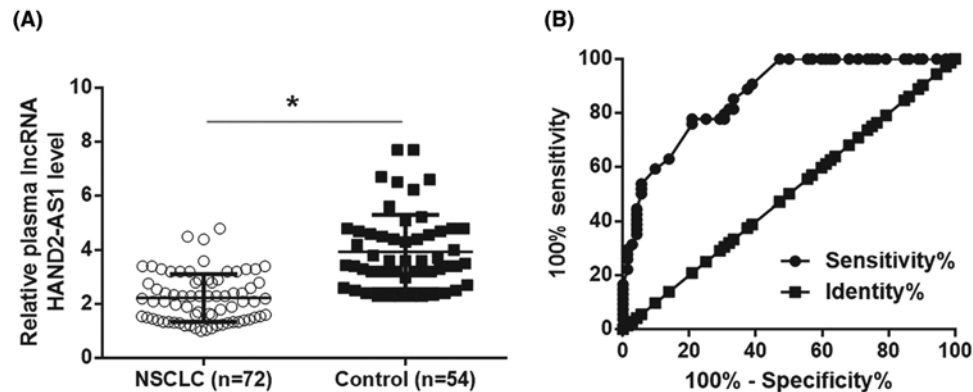 (A)
Relative plasma lncRNA
HAND2-AS1 level
10
8
6
4
2
0
*
NSCLC (n=72)
Control (n=54)
(B)
100% sensitivity
100
80
60
40
20
0
Sensitivity%
Identity%
0
20
40
60
80
100
100% - Specificity%